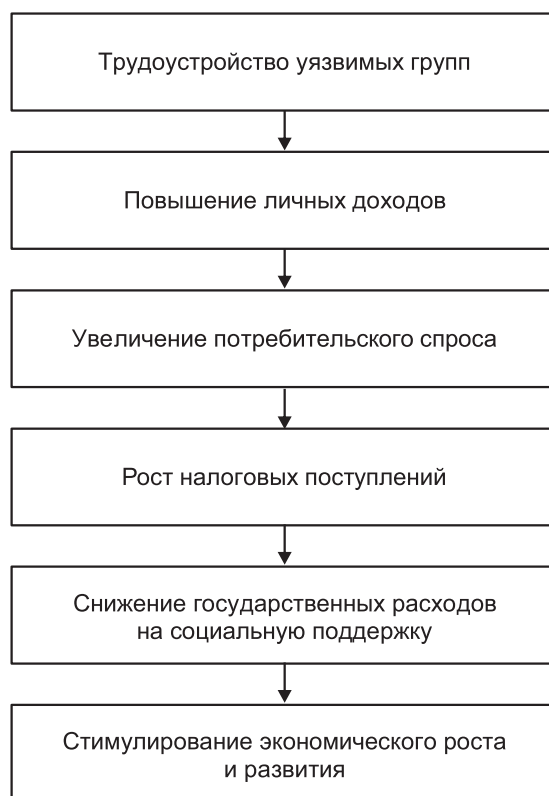 Трудоустройство уязвимых групп
Повышение личных доходов
Увеличение потребительского спроса
Рост налоговых поступлений
Снижение государственных расходов
на социальную поддержку
Стимулирование экономического роста
и развития